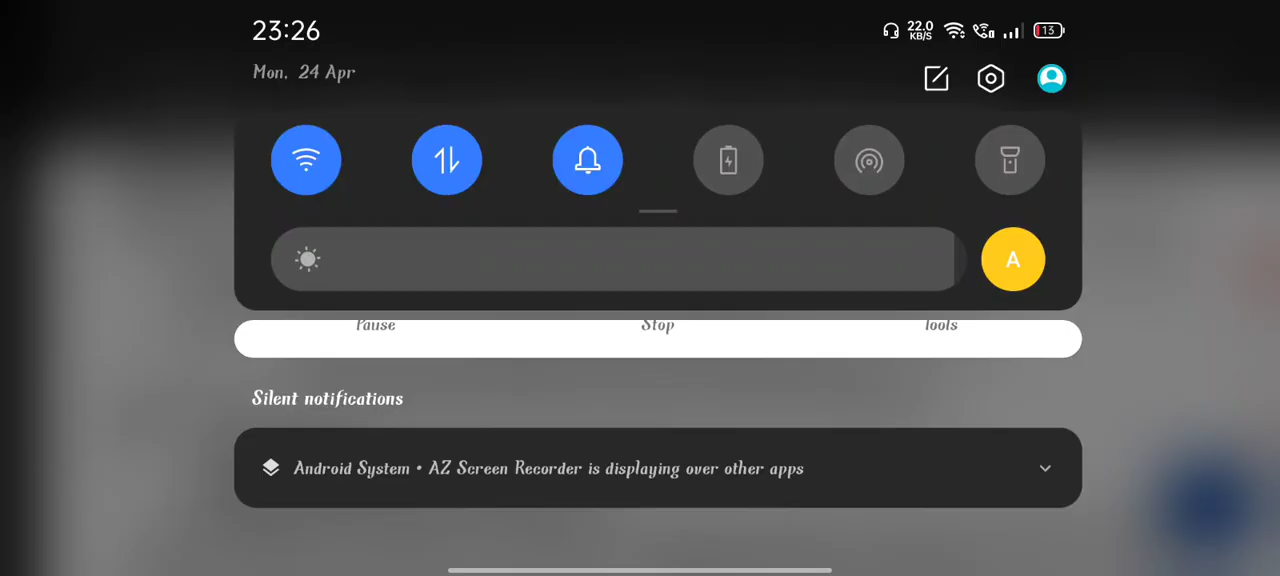 23:26
22.0
KB/S
13
Mon. 24 Apr
A
Pause Stop Tools
Silent notifications
Android System • AZ Screen Recorder is displaying over other apps